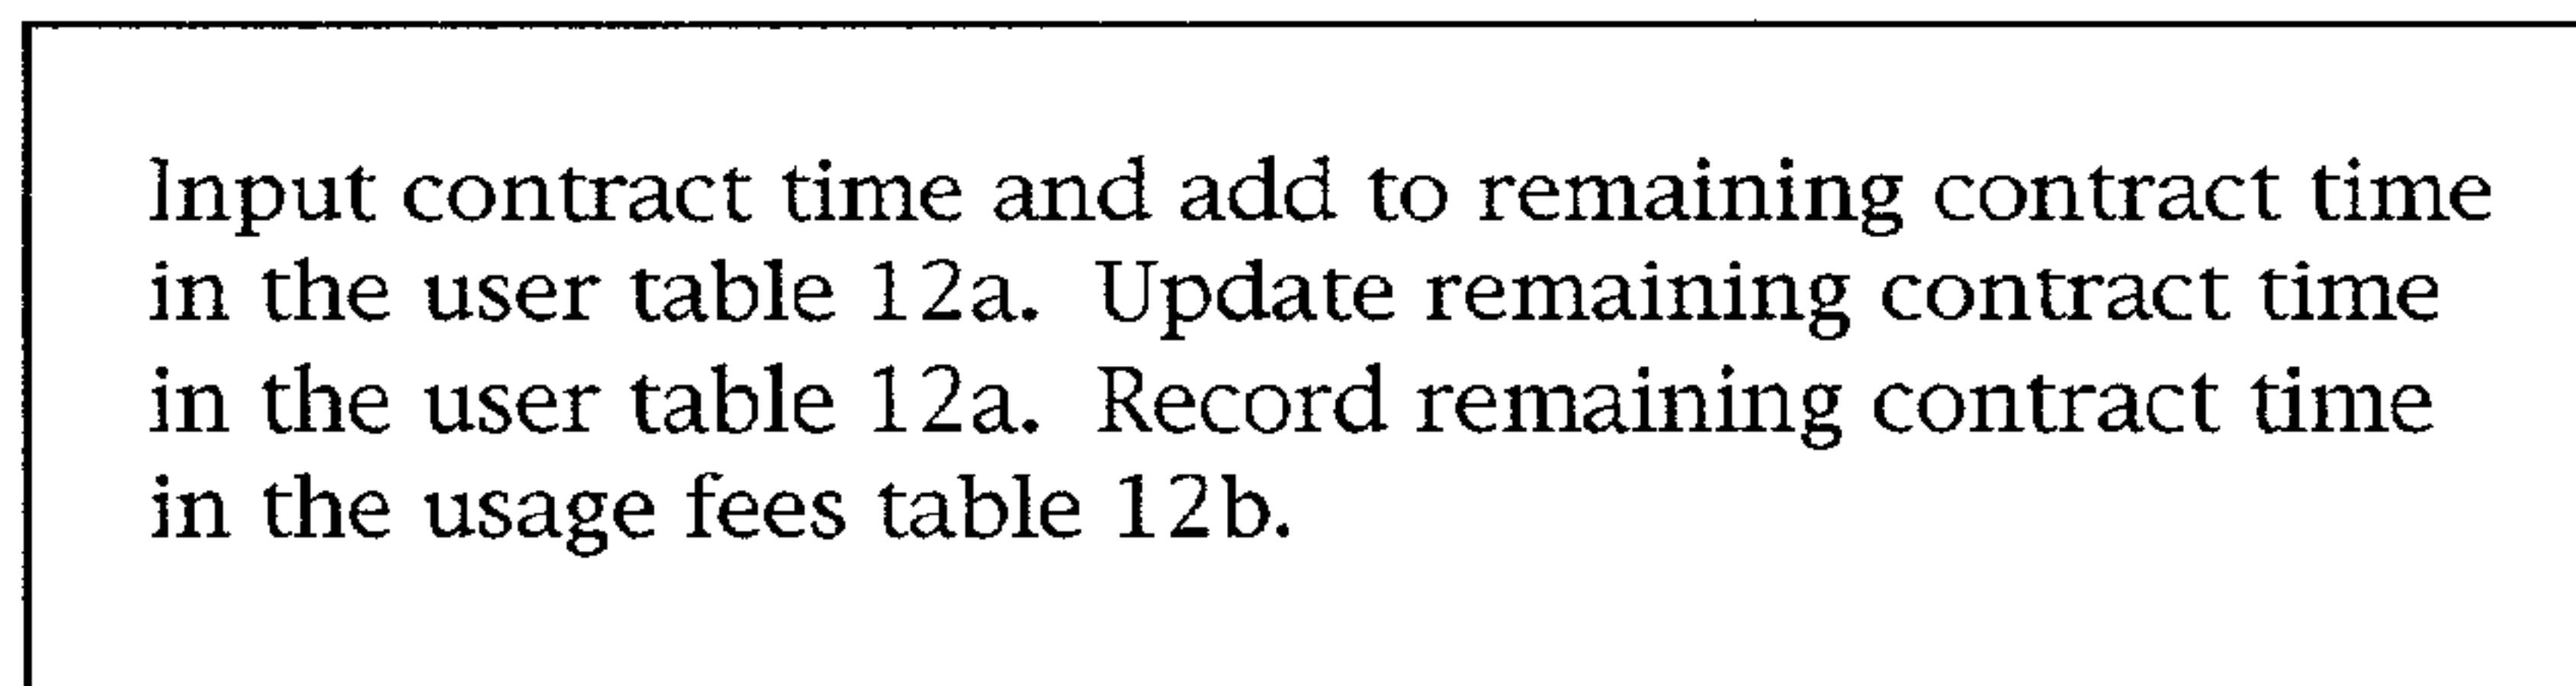 Input contract time and add to remaining contract time
in the user table 12a.  Update remaining contract time
in the user table 12a.  Record remaining contract time
in the usage fees table 12b.